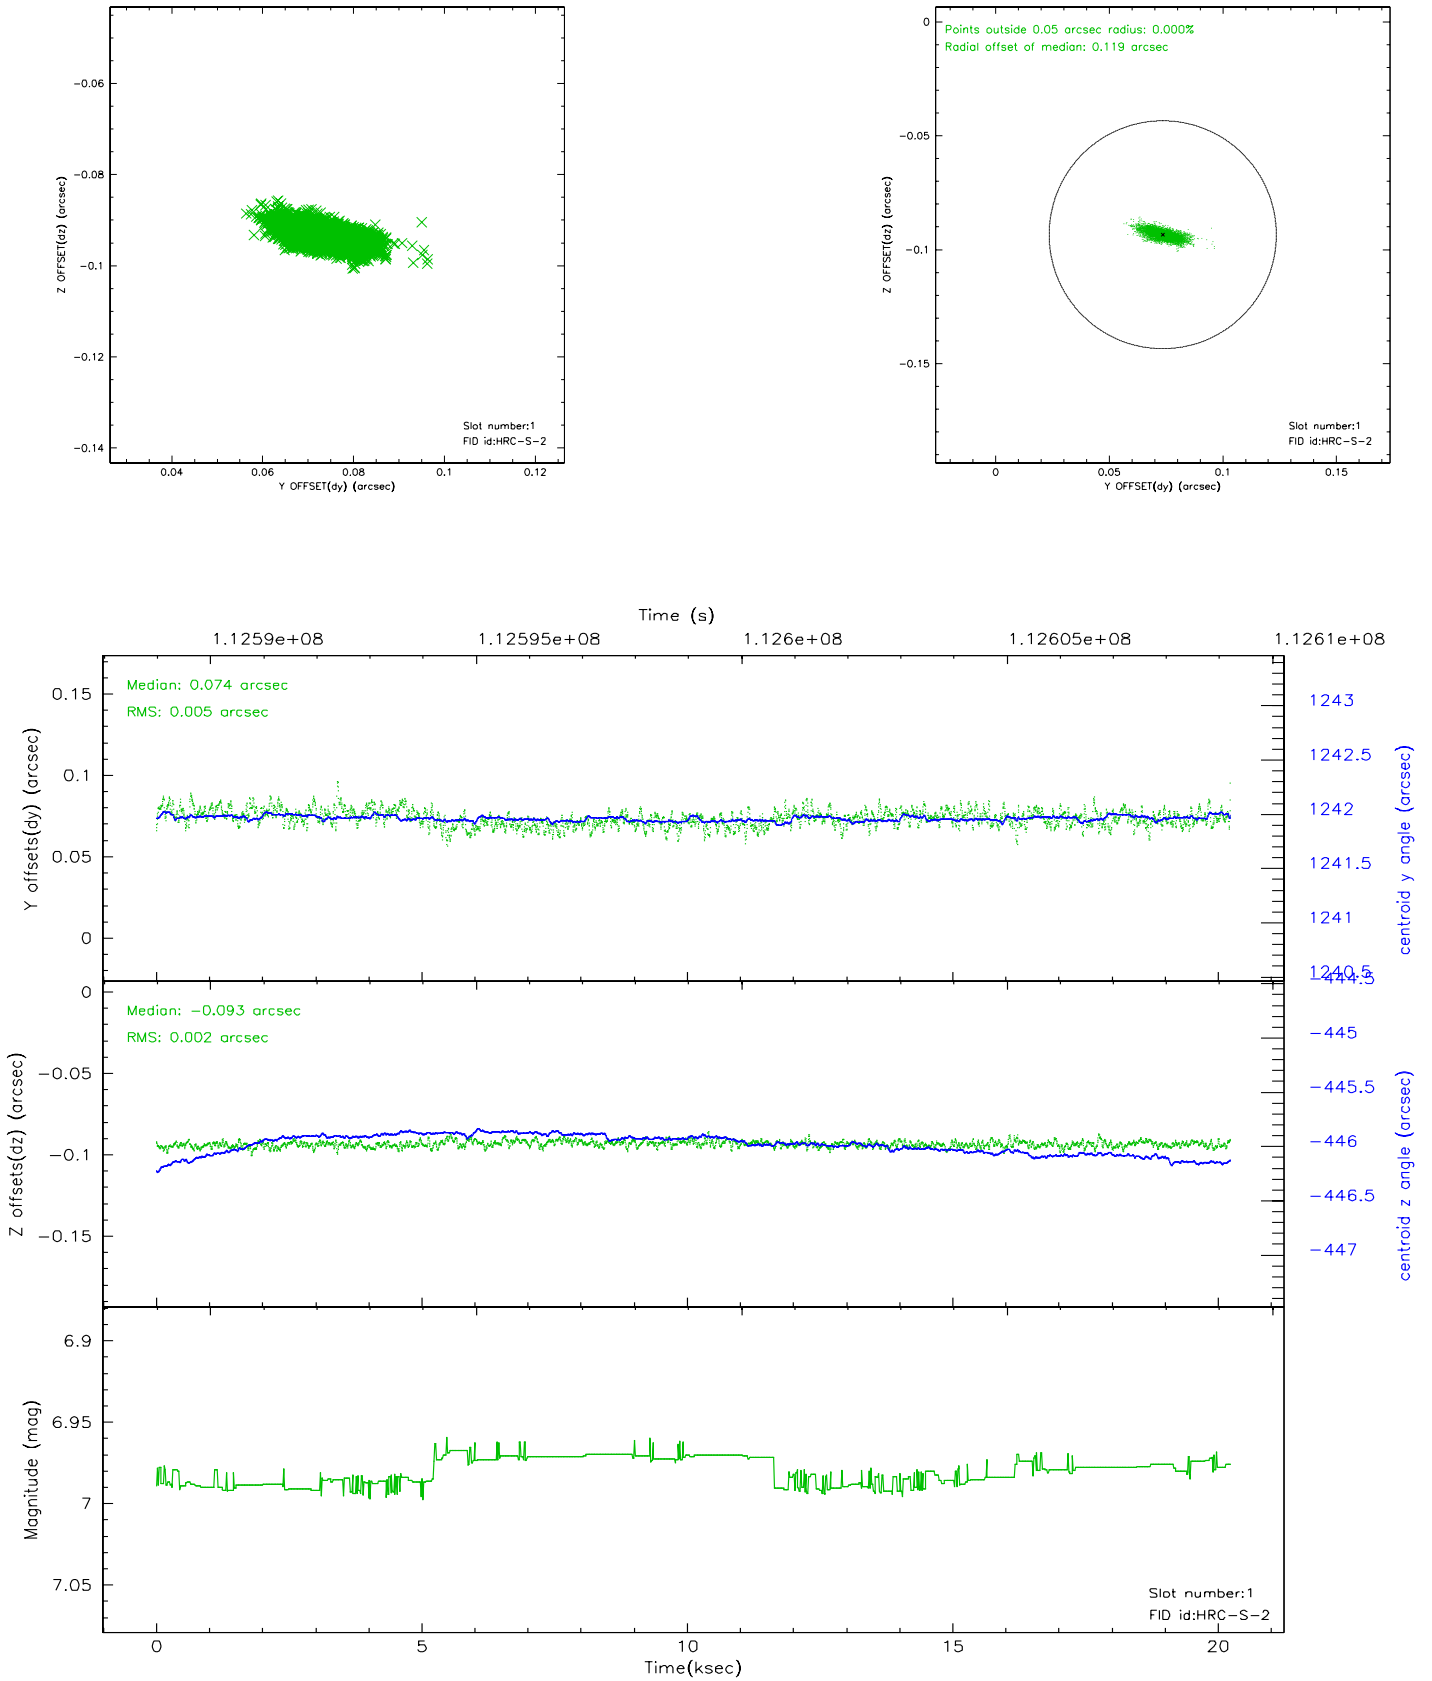 −0.06
−0.08
−0.1
−0.12
−0.14
Z OFFSET(dz) (arcsec)
0.04 0.06 0.08 0.1 0.12
Y OFFSET(dy) (arcsec)
Slot number:1
FID id:HRC−S−2
Points outside 0.05 arcsec radius: 0.000%
Radial offset of median: 0.119 arcsec
0
−0.05
−0.1
−0.15
Z OFFSET(dz) (arcsec)
0 0.05 0.1 0.15
Y OFFSET(dy) (arcsec)
Slot number:1
FID id:HRC−S−2
Time (s)
1.1259e+08 1.12595e+08 1.126e+08 1.12605e+08 1.1261e+08
Median: 0.074 arcsec
RMS: 0.005 arcsec
0.15
0.1
0.05
0
Y offsets(dy) (arcsec)
1243
1242.5
1242
1241.5
1241
1240.5
centroid y angle (arcsec)
Median: −0.093 arcsec
RMS: 0.002 arcsec
0
−0.05
−0.1
−0.15
Z offsets(dz) (arcsec)
−444.5
−445
−445.5
−446
−446.5
−447
centroid z angle (arcsec)
6.9
6.95
7
7.05
Magnitude (mag)
Slot number:1
FID id:HRC−S−2
0 5 10 15 20
Time(ksec)